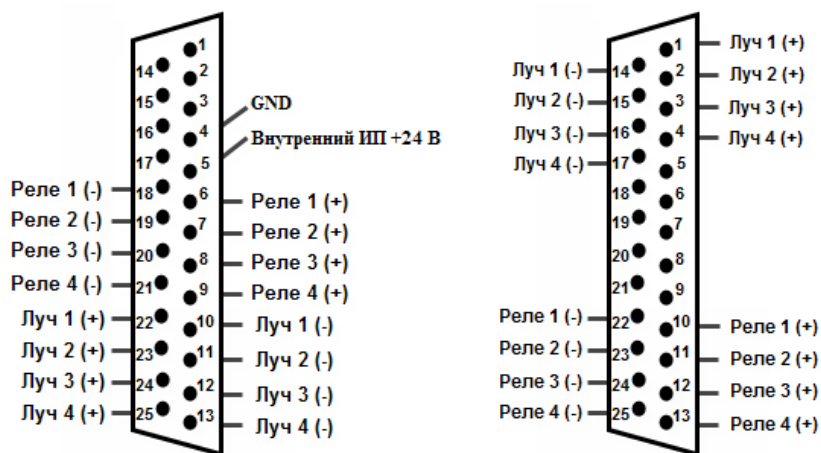 1
14
2
15
3
GND
16
4
Внутренний ИП +24 В
17
5
Реле 1 (-)
18
6
Реле 1 (+)
Реле 2 (-)
19
7
Реле 2 (+)
Реле 3 (-)
20
8
Реле 3 (+)
Реле 4 (-)
21
9
Реле 4 (+)
Луч 1 (+)
22
10
Луч 1 (-)
Луч 2 (+)
23
11
Луч 2 (-)
Луч 3 (+)
24
12
Луч 3 (-)
Луч 4 (+)
25
13
Луч 4 (-)
1
Луч 1 (+)
Луч 1 (-)
14
2
Луч 2 (+)
Луч 2 (-)
15
3
Луч 3 (+)
Луч 3 (-)
16
4
Луч 4 (+)
Луч 4 (-)
17
5
18
6
19
7
20
8
21
9
Реле 1 (-)
22
10
Реле 1 (+)
Реле 2 (-)
23
11
Реле 2 (+)
Реле 3 (-)
24
12
Реле 3 (+)
Реле 4 (-)
25
13
Реле 4 (+)